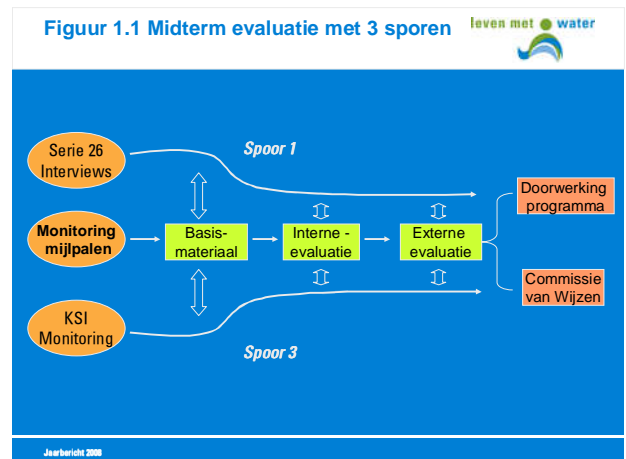 Figuur 1.1 Midterm evaluatie met 3 sporen
leven met water
Serie 26
Interviews
Spoor 1
Doorwerking
programma
Monitoring
mijlpalen
Basis-
materiaal
Interne -
evaluatie
Externe
evaluatie
Commissie
van Wijzen
KSI
Monitoring
Spoor 3
Jaarbericht 2008